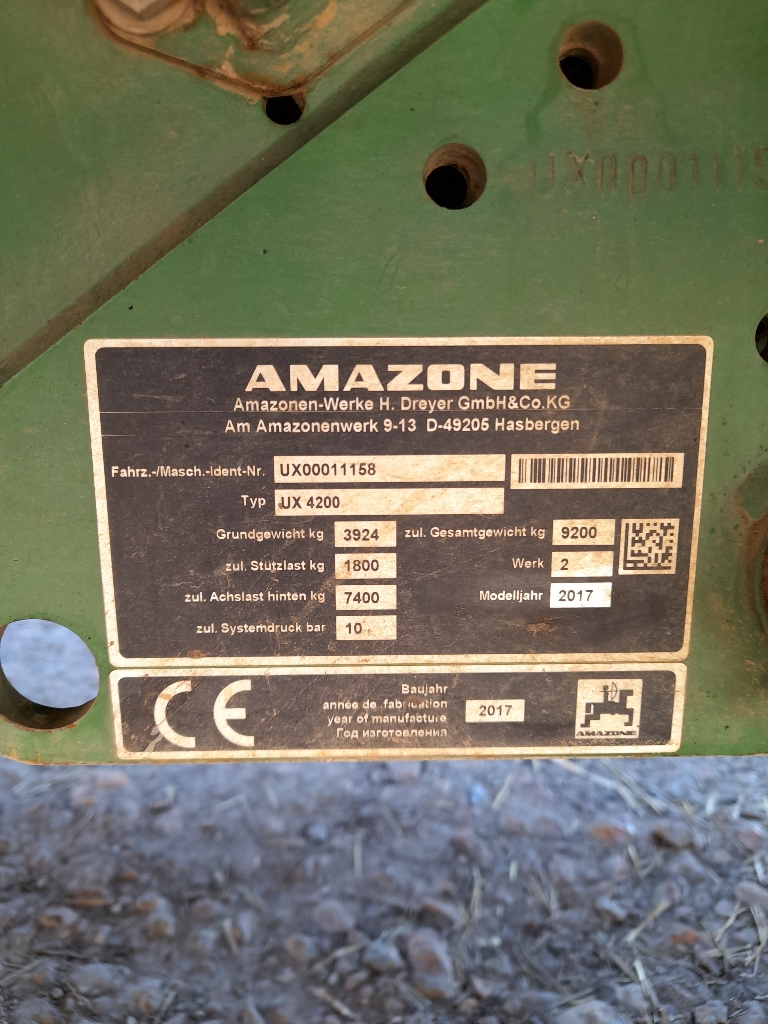 UX0001115
AMAZONE
Amazonen-Werke H. Dreyer GmbH&Co.KG
Am Amazonenwerk 9-13 D-49205 Hasbergen
Fahrz.-/Masch.-Ident-Nr. UX00011158
Typ UX 4200
Grundgewicht kg 3924 zul. Gesamtgewicht kg 9200
zul. Stützlast kg 1800 Werk 2
zul. Achslast hinten kg 7400 Modelljahr 2017
zul. Systemdruck bar 10
CE
Baujahr
année de fabrication
year of manufacture 2017
Год изготовления
AMAZONE